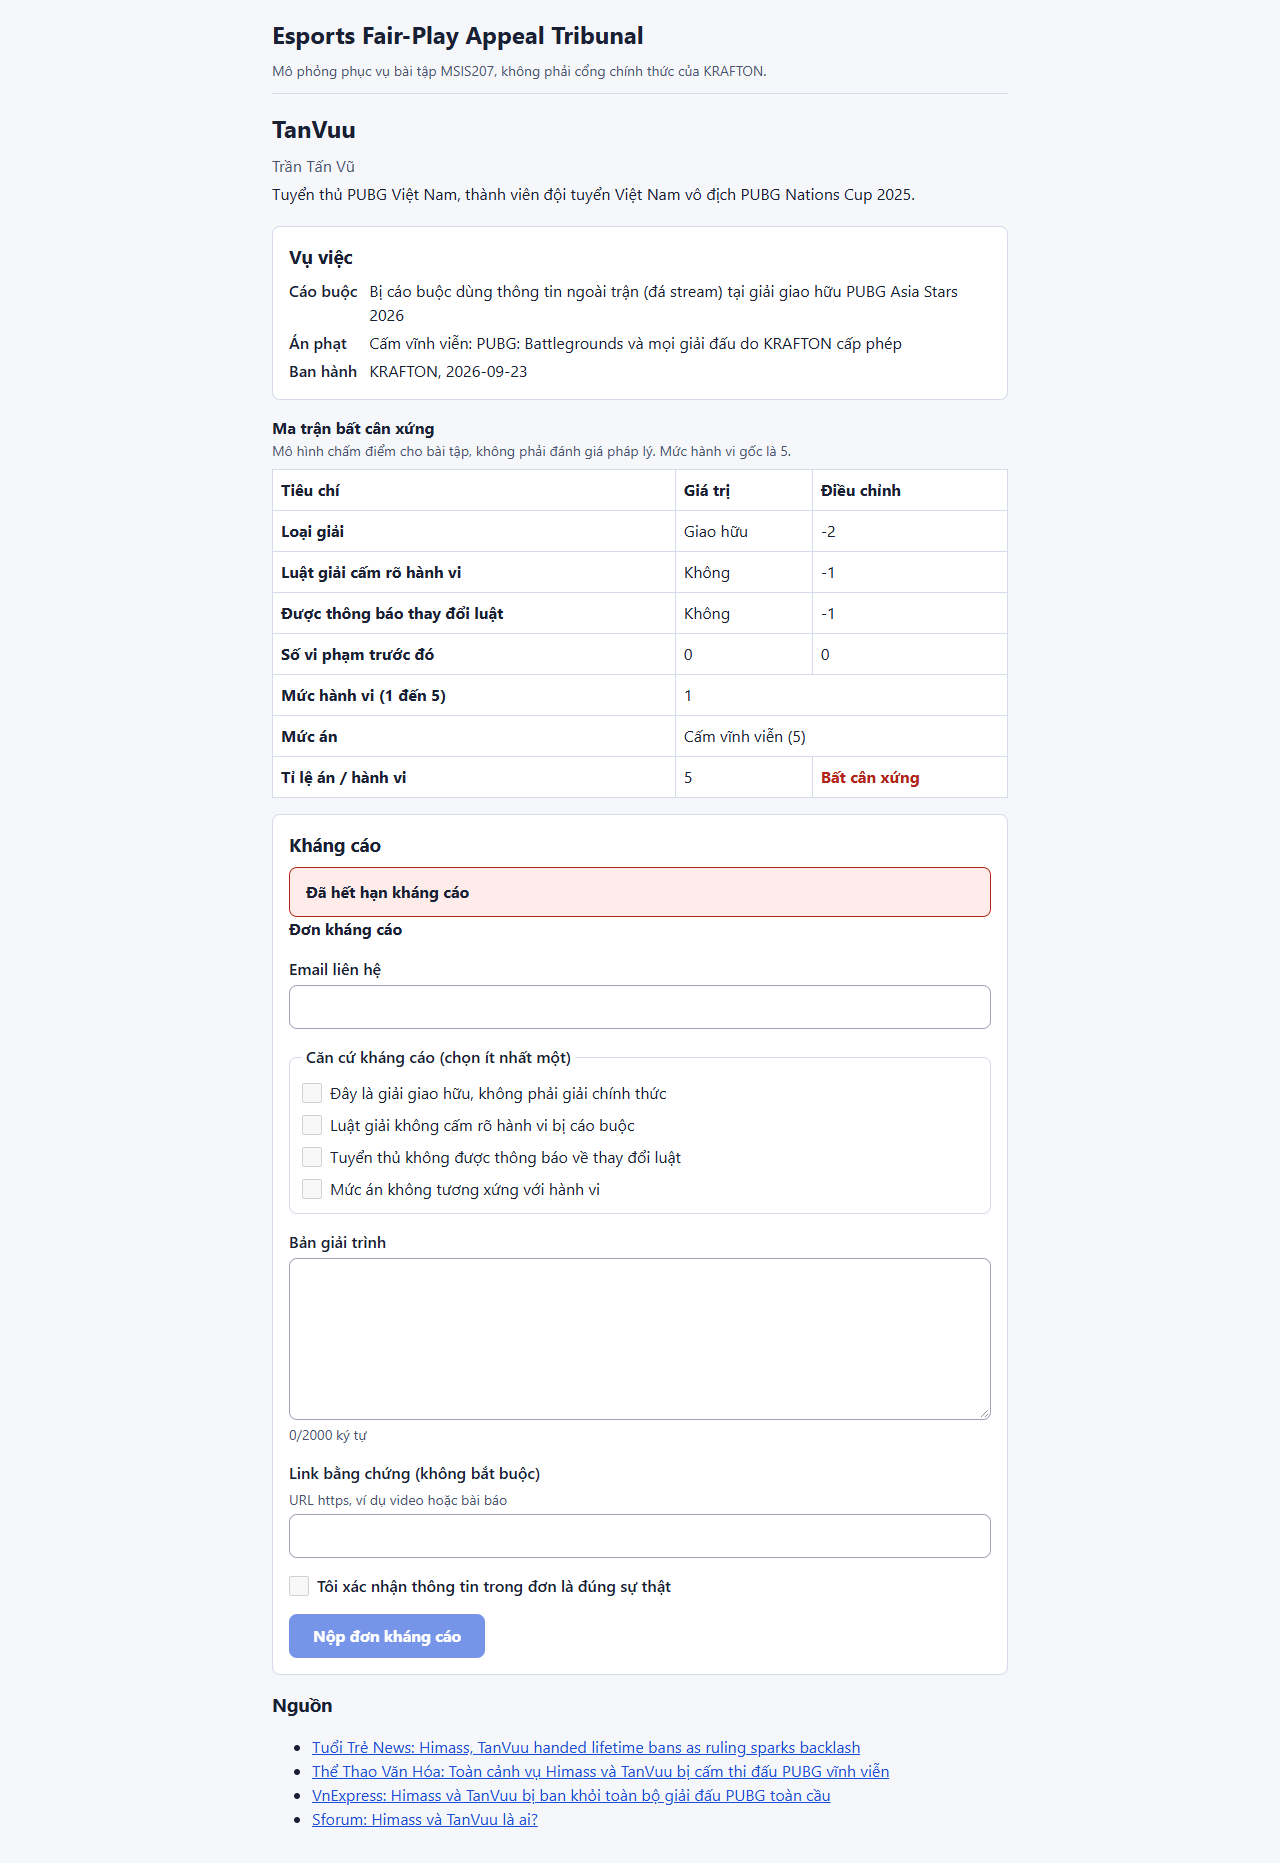 Esports Fair-Play Appeal Tribunal
Mô phỏng phục vụ bài tập MSIS207, không phải cổng chính thức của KRAFTON.
TanVuu
Trần Tấn Vũ
Tuyển thủ PUBG Việt Nam, thành viên đội tuyển Việt Nam vô địch PUBG Nations Cup 2025.
Vụ việc
Cáo buộc Bị cáo buộc dùng thông tin ngoài trận (đá stream) tại giải giao hữu PUBG Asia Stars
2026
Án phạt Cấm vĩnh viễn: PUBG: Battlegrounds và mọi giải đấu do KRAFTON cấp phép
Ban hành KRAFTON, 2026-09-23
Ma trận bất cân xứng
Mô hình chấm điểm cho bài tập, không phải đánh giá pháp lý. Mức hành vi gốc là 5.
Tiêu chí Giá trị Điều chỉnh
Loại giải Giao hữu -2
Luật giải cấm rõ hành vi Không -1
Được thông báo thay đổi luật Không -1
Số vi phạm trước đó 0 0
Mức hành vi (1 đến 5) 1
Mức án Cấm vĩnh viễn (5)
Tỉ lệ án / hành vi 5 Bất cân xứng
Kháng cáo
Đã hết hạn kháng cáo
Đơn kháng cáo
Email liên hệ
Căn cứ kháng cáo (chọn ít nhất một)
Đây là giải giao hữu, không phải giải chính thức
Luật giải không cấm rõ hành vi bị cáo buộc
Tuyển thủ không được thông báo về thay đổi luật
Mức án không tương xứng với hành vi
Bản giải trình
0/2000 ký tự
Link bằng chứng (không bắt buộc)
URL https, ví dụ video hoặc bài báo
Tôi xác nhận thông tin trong đơn là đúng sự thật
Nộp đơn kháng cáo
Nguồn
Tuổi Trẻ News: Himass, TanVuu handed lifetime bans as ruling sparks backlash
Thể Thao Văn Hóa: Toàn cảnh vụ Himass và TanVuu bị cấm thi đấu PUBG vĩnh viễn
VnExpress: Himass và TanVuu bị ban khỏi toàn bộ giải đấu PUBG toàn cầu
Sforum: Himass và TanVuu là ai?